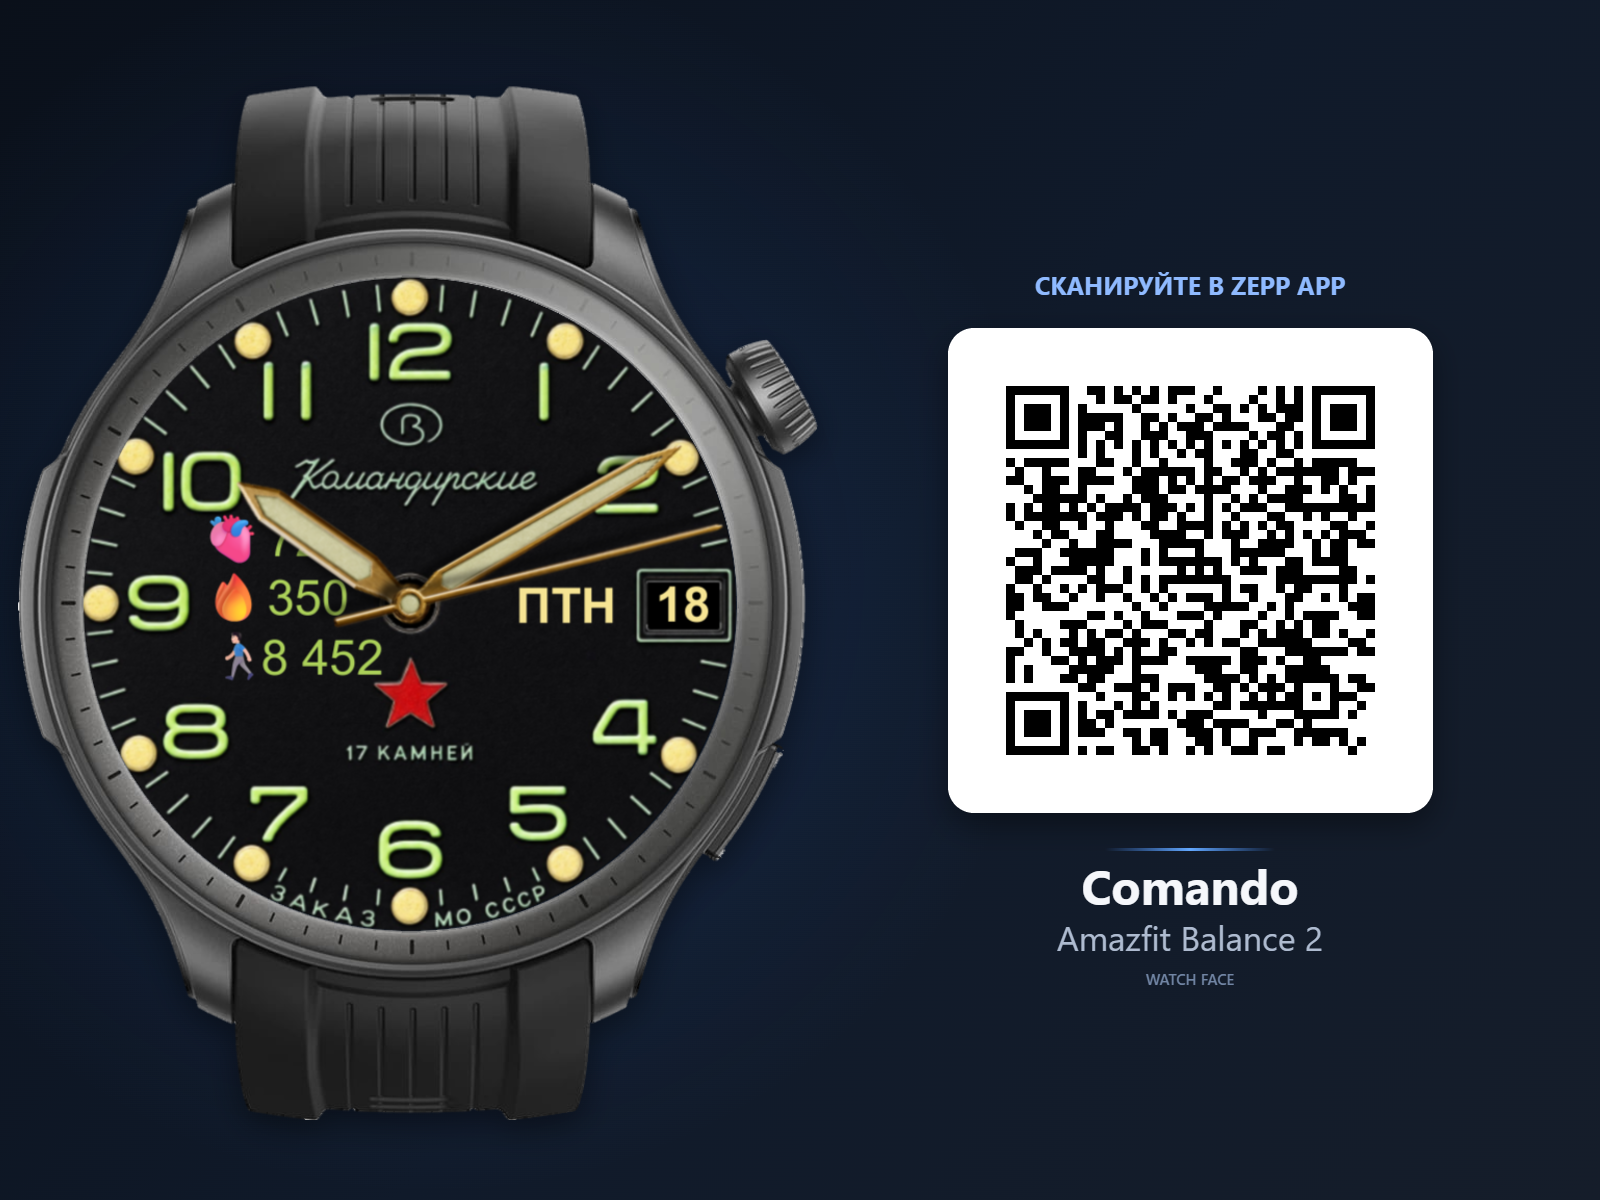 12
11
1
В
Командирские
10
2
350
9
ПТН
18
8 452
8
4
17 КАМНЕЙ
7
5
6
ЗАКАЗ МО СССР
СКАНИРУЙТЕ В ZEPP APP
Comando
Amazfit Balance 2
WATCH FACE